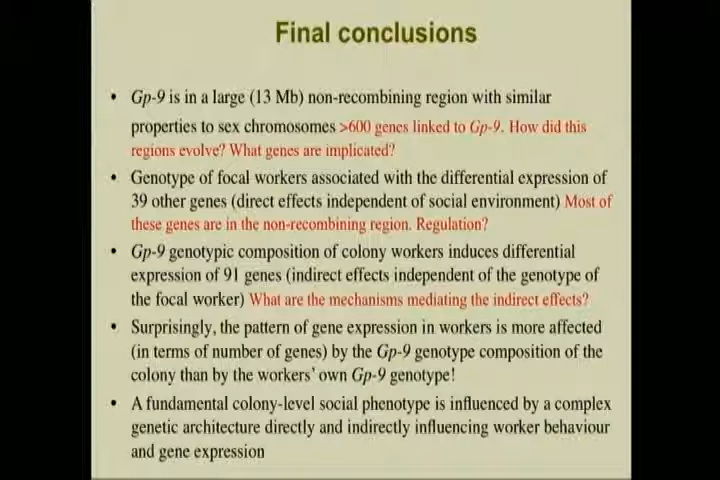 Final conclusions
• Gp-9 is in a large (13 Mb) non-recombining region with similar
properties to sex chromosomes >600 genes linked to Gp-9. How did this
regions evolve? What genes are implicated?
• Genotype of focal workers associated with the differential expression of
39 other genes (direct effects independent of social environment) Most of
these genes are in the non-recombining region. Regulation?
• Gp-9 genotypic composition of colony workers induces differential
expression of 91 genes (indirect effects independent of the genotype of
the focal worker) What are the mechanisms mediating the indirect effects?
• Surprisingly, the pattern of gene expression in workers is more affected
(in terms of number of genes) by the Gp-9 genotype composition of the
colony than by the workers' own Gp-9 genotype!
• A fundamental colony-level social phenotype is influenced by a complex
genetic architecture directly and indirectly influencing worker behaviour
and gene expression